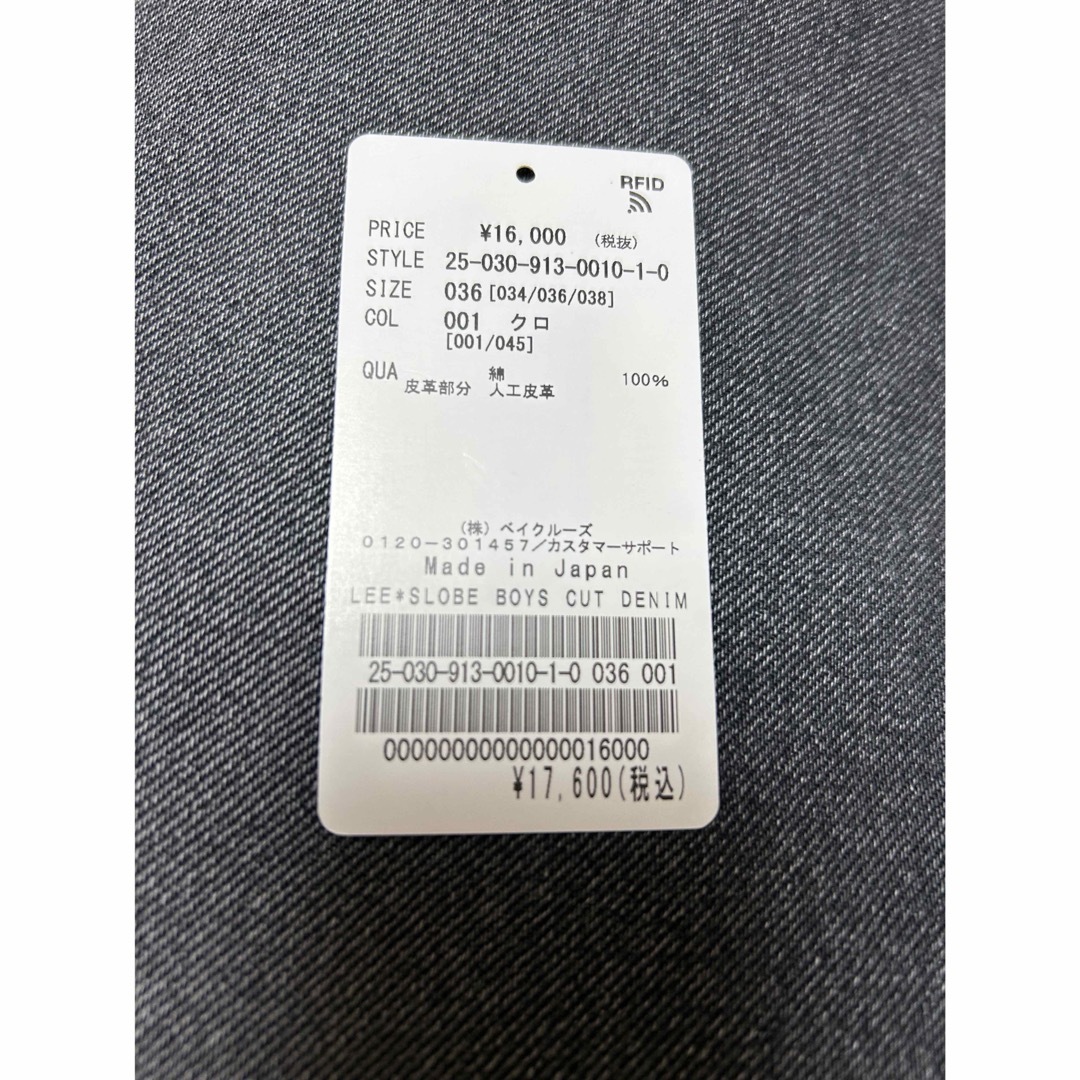 RFID
PRICE ¥16,000 (税抜)
STYLE 25-030-913-0010-1-0
SIZE 036 [034/036/038]
COL 001 クロ
[001/045]
QUA 綿 100%
皮革部分 人工皮革
(株) ベイクルーズ
0120-301457/カスタマーサポート
Made in Japan
LEE*SLOBE BOYS CUT DENIM
25-030-913-0010-1-0 036 001
00000000000000016000
¥17,600(税込)